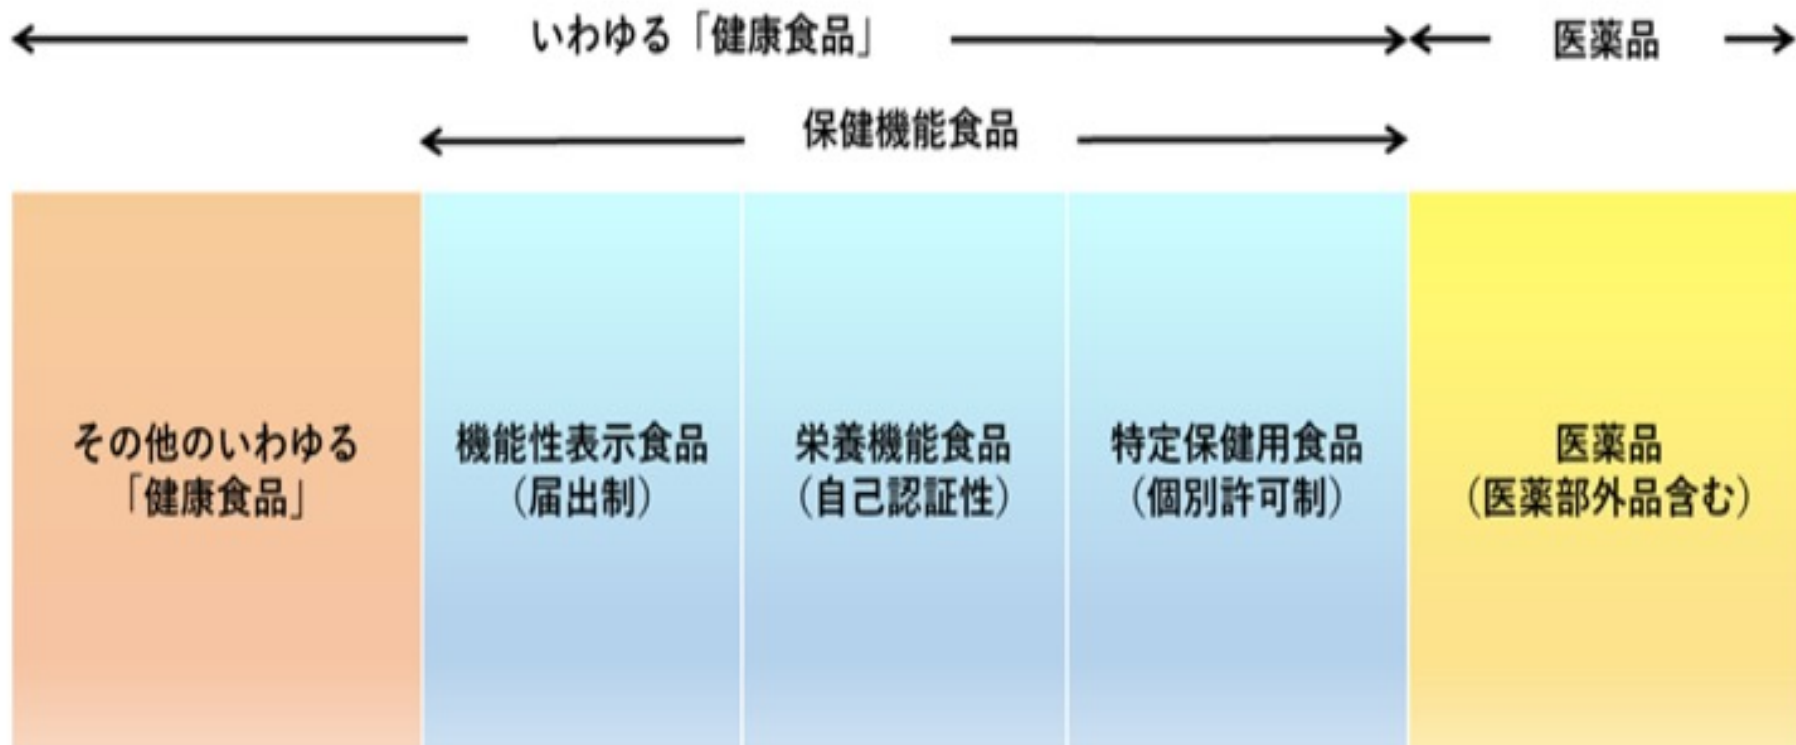 いわゆる「健康食品」
医薬品
保健機能食品
その他のいわゆる
「健康食品」
機能性表示食品
（届出制）
栄養機能食品
（自己認証性）
特定保健用食品
（個別許可制）
医薬品
（医薬部外品含む）